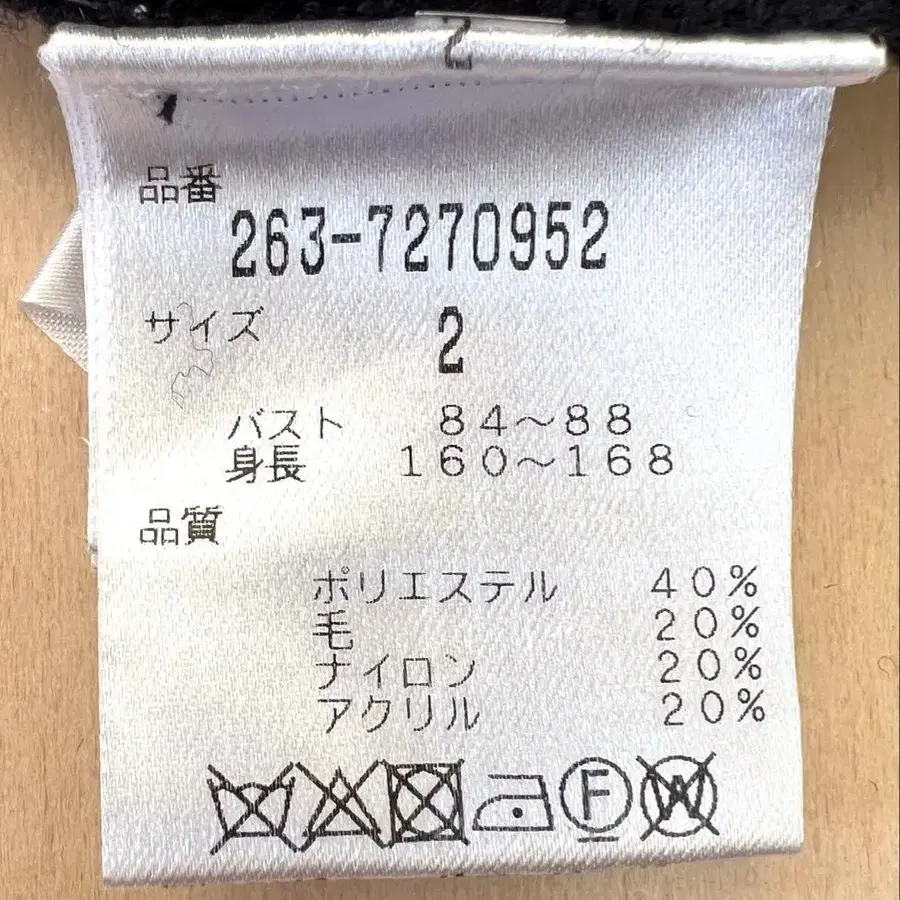 2
品番
263-7270952
サイズ 2
バスト 84～88
身長 160～168
品質
ポリエステル 40%
毛 20%
ナイロン 20%
アクリル 20%
F W